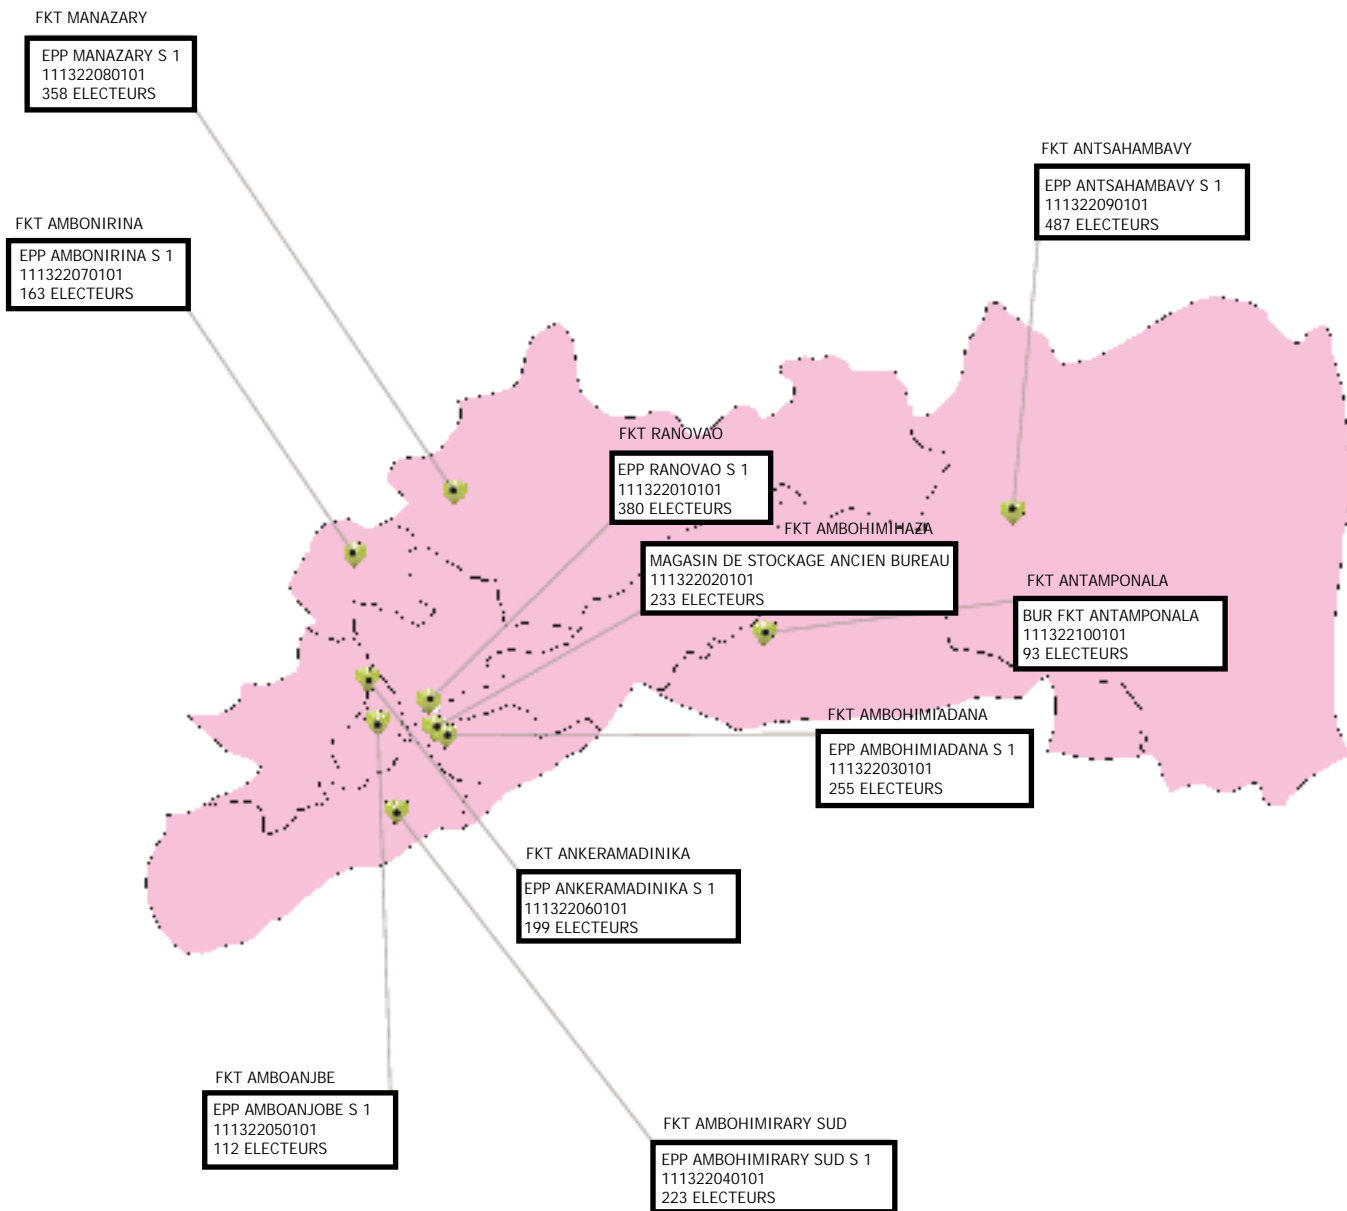 FKT MANAZARY
EPP MANAZARY S 1
111322080101
358 ELECTEURS
FKT ANTSAHAMBAVY
EPP ANTSAHAMBAVY S 1
111322090101
487 ELECTEURS
FKT AMBONIRINA
EPP AMBONIRINA S 1
111322070101
163 ELECTEURS
FKT RANOVAO
EPP RANOVAO S 1
111322010101
380 ELECTEURS
FKT AMBOHIMIHAZA
MAGASIN DE STOCKAGE ANCIEN BUREAU
111322020101
233 ELECTEURS
FKT ANTAMPONALA
BUR FKT ANTAMPONALA
111322100101
93 ELECTEURS
FKT AMBOHIMIADANA
EPP AMBOHIMIADANA S 1
111322030101
255 ELECTEURS
FKT ANKERAMADINIKA
EPP ANKERAMADINIKA S 1
111322060101
199 ELECTEURS
FKT AMBOANJBE
EPP AMBOANJOBE S 1
111322050101
112 ELECTEURS
FKT AMBOHIMIRARY SUD
EPP AMBOHIMIRARY SUD S 1
111322040101
223 ELECTEURS